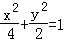 x²/4 + y²/2 = 1